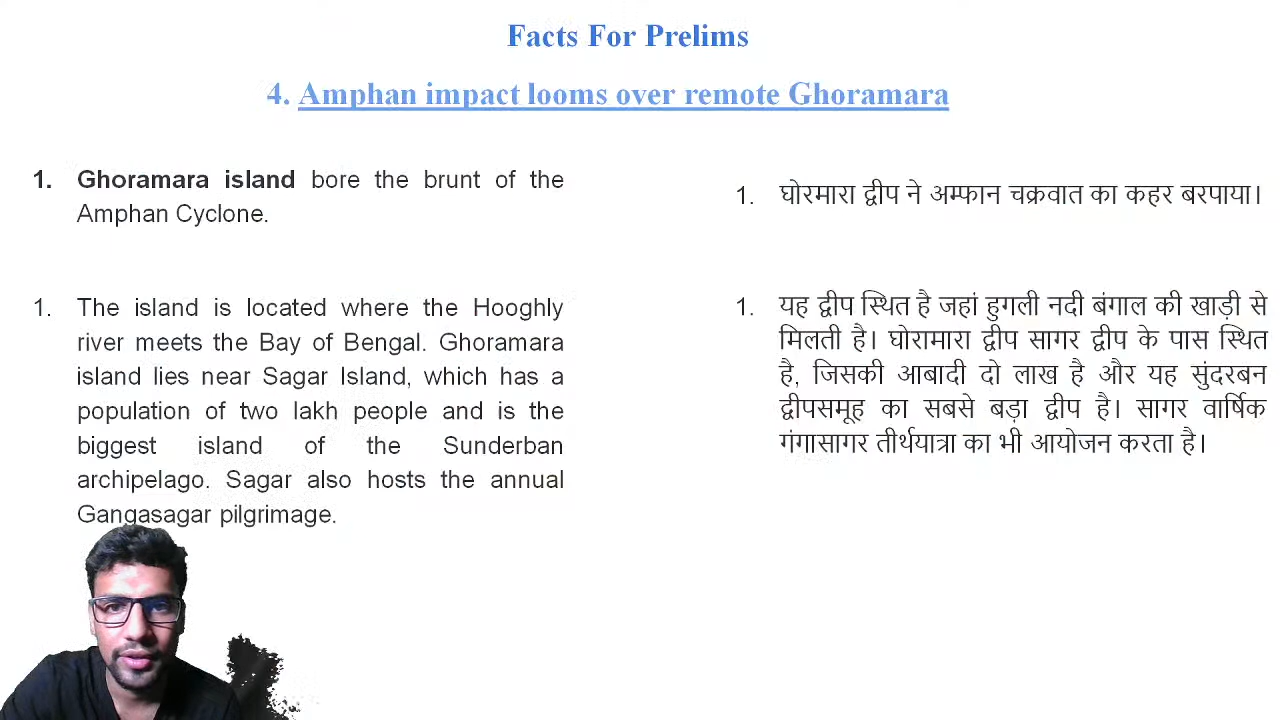 Facts For Prelims
4. Amphan impact looms over remote Ghoramara
1. Ghoramara island bore the brunt of the
Amphan Cyclone.
1. The island is located where the Hooghly
river meets the Bay of Bengal. Ghoramara
island lies near Sagar Island, which has a
population of two lakh people and is the
biggest island of the Sunderban
archipelago. Sagar also hosts the annual
Gangasagar pilgrimage.
1. घोरमारा द्वीप ने अम्फान चक्रवात का कहर बरपाया।
1. यह द्वीप स्थित है जहां हुगली नदी बंगाल की खाड़ी से
मिलती है। घोरामारा द्वीप सागर द्वीप के पास स्थित
है, जिसकी आबादी दो लाख है और यह सुंदरबन
द्वीपसमूह का सबसे बड़ा द्वीप है। सागर वार्षिक
गंगासागर तीर्थयात्रा का भी आयोजन करता है।